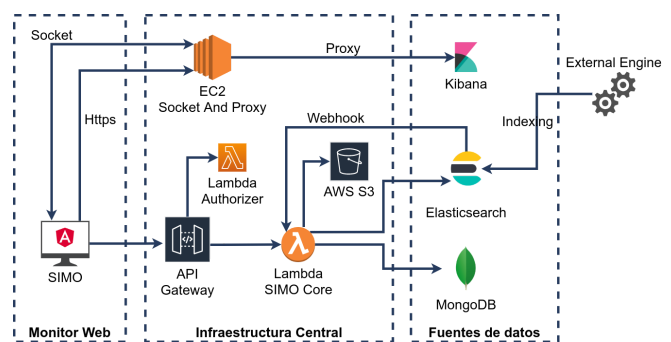 Socket
Proxy
External Engine
EC2
Socket And Proxy
Kibana
Https
Webhook
Indexing
Lambda
Authorizer
AWS S3
Elasticsearch
A
SIMO
API
Gateway
Lambda
SIMO Core
MongoDB
Monitor Web
Infraestructura Central
Fuentes de datos